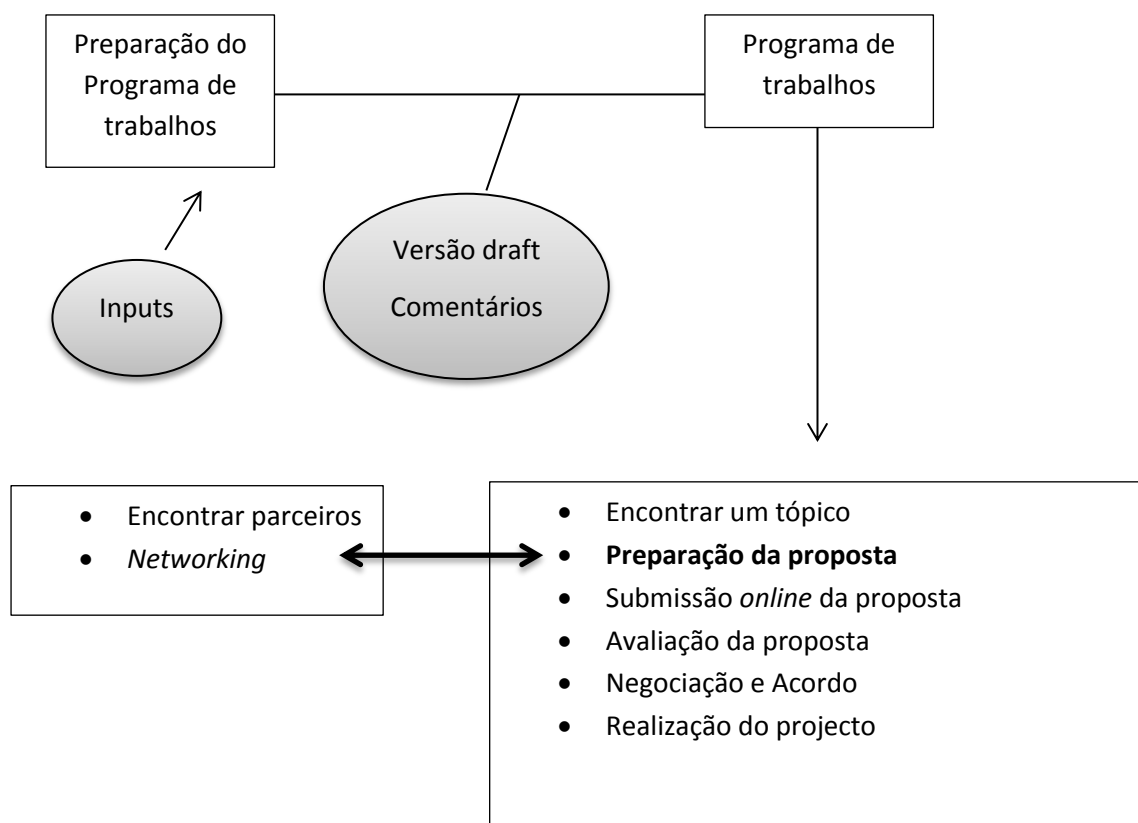 Preparação do
Programa de
trabalhos
Programa de
trabalhos
Versão draft
Comentários
Inputs
• Encontrar parceiros
• Networking
• Encontrar um tópico
• Preparação da proposta
• Submissão online da proposta
• Avaliação da proposta
• Negociação e Acordo
• Realização do projecto